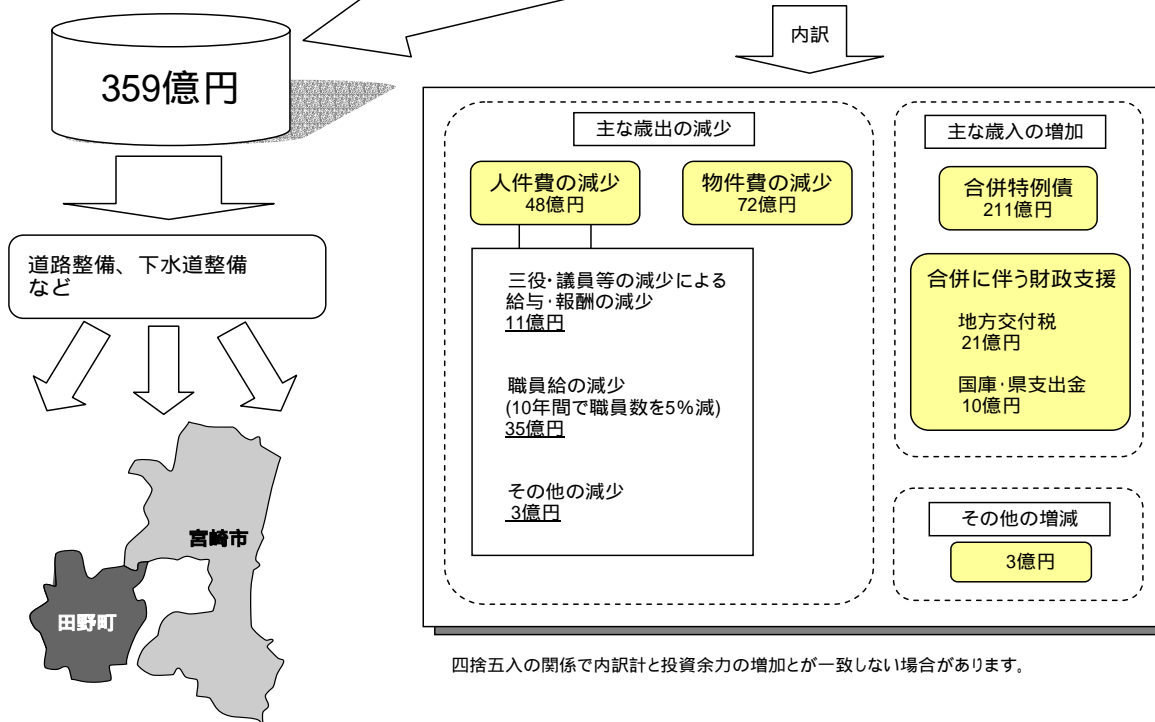 359億円
道路整備、下水道整備
など
宮崎市
田野町
内訳
主な歳出の減少
人件費の減少
48億円
物件費の減少
72億円
三役・議員等の減少による
給与・報酬の減少
11億円
職員給の減少
(10年間で職員数を5%減)
35億円
その他の減少
3億円
主な歳入の増加
合併特例債
211億円
合併に伴う財政支援
地方交付税
21億円
国庫・県支出金
10億円
その他の増減
3億円
四捨五入の関係で内訳計と投資余力の増加とが一致しない場合があります。